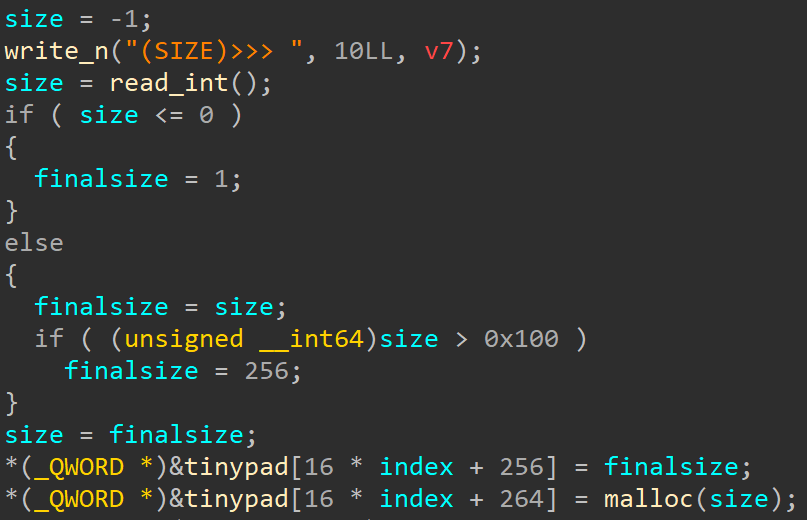 size = -1;
write_n("(SIZE)>>> ", 10LL, v7);
size = read_int();
if ( size <= 0 )
{
  finalsize = 1;
}
else
{
  finalsize = size;
  if ( (unsigned __int64)size > 0x100 )
    finalsize = 256;
}
size = finalsize;
*(_QWORD *)&tinypad[16 * index + 256] = finalsize;
*(_QWORD *)&tinypad[16 * index + 264] = malloc(size);